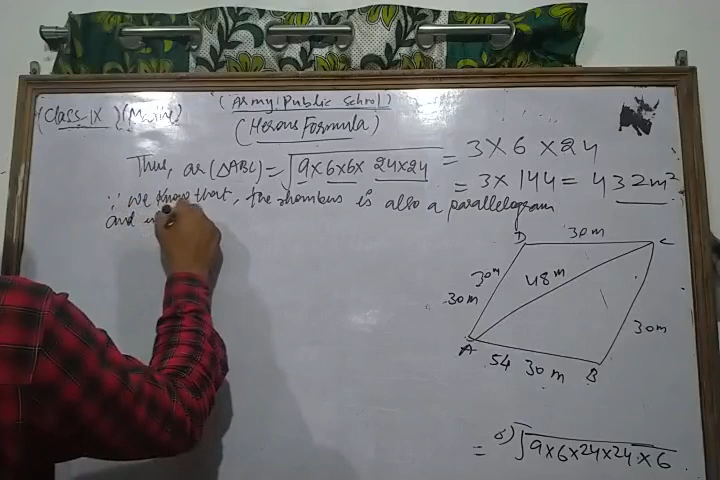 (Class IX) (Maths)
(Army Public School)
(Herons Formula)
Thus, ar(△ABC) = √9×6×6×24×24 = 3×6×24
= 3×144 = 432m²
∵ we know that, the rhombus is also a parallelogram
and
D 30m C
30m
30m
48m
30m
A 54 30m B
= √9×6×24×24×6